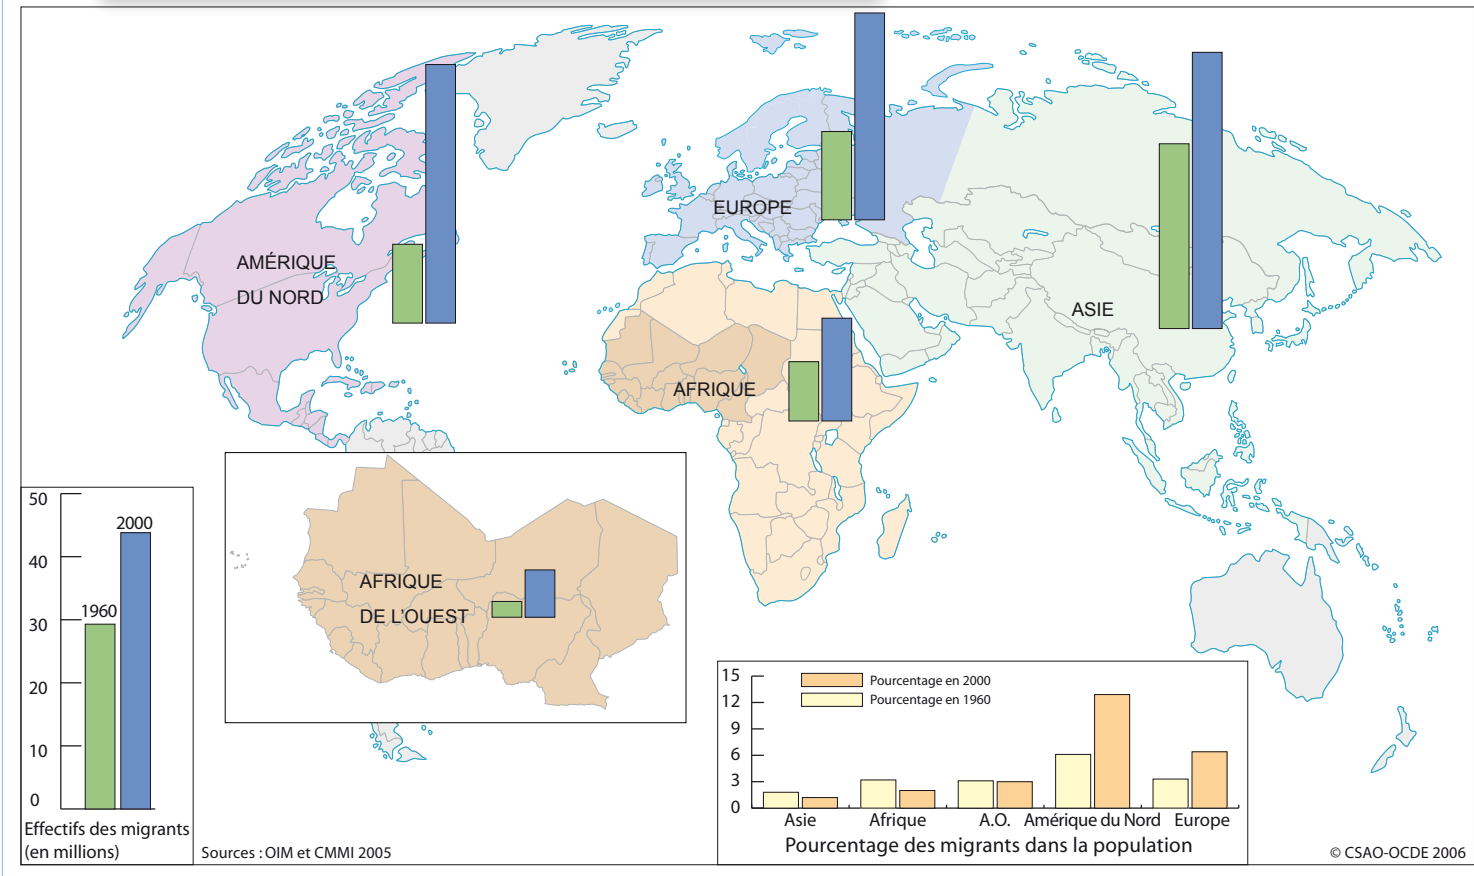 EUROPE
AMÉRIQUE
DU NORD
ASIE
AFRIQUE
50
40
30
20
10
0
1960
2000
Effectifs des migrants
(en millions)
AFRIQUE
DE L'OUEST
Sources : OIM et CMMI 2005
15
12
9
6
3
0
Pourcentage en 2000
Pourcentage en 1960
Asie Afrique A.O. Amérique du Nord Europe
Pourcentage des migrants dans la population
© CSAO-OCDE 2006